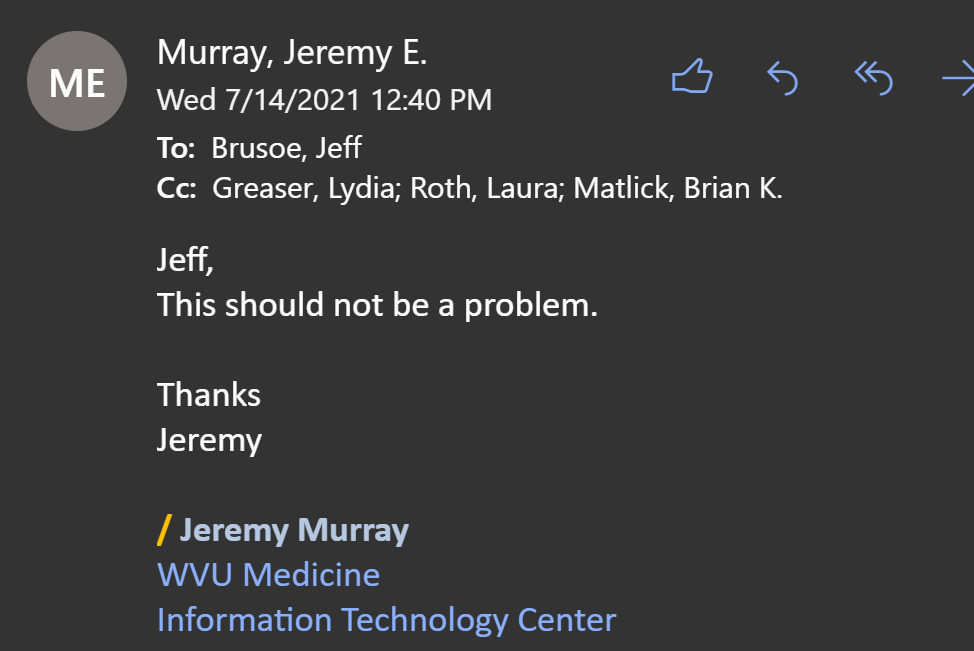 ME
Murray, Jeremy E.
Wed 7/14/2021 12:40 PM
To: Brusoe, Jeff
Cc: Greaser, Lydia; Roth, Laura; Matlick, Brian K.
Jeff,
This should not be a problem.
Thanks
Jeremy
/ Jeremy Murray
WVU Medicine
Information Technology Center